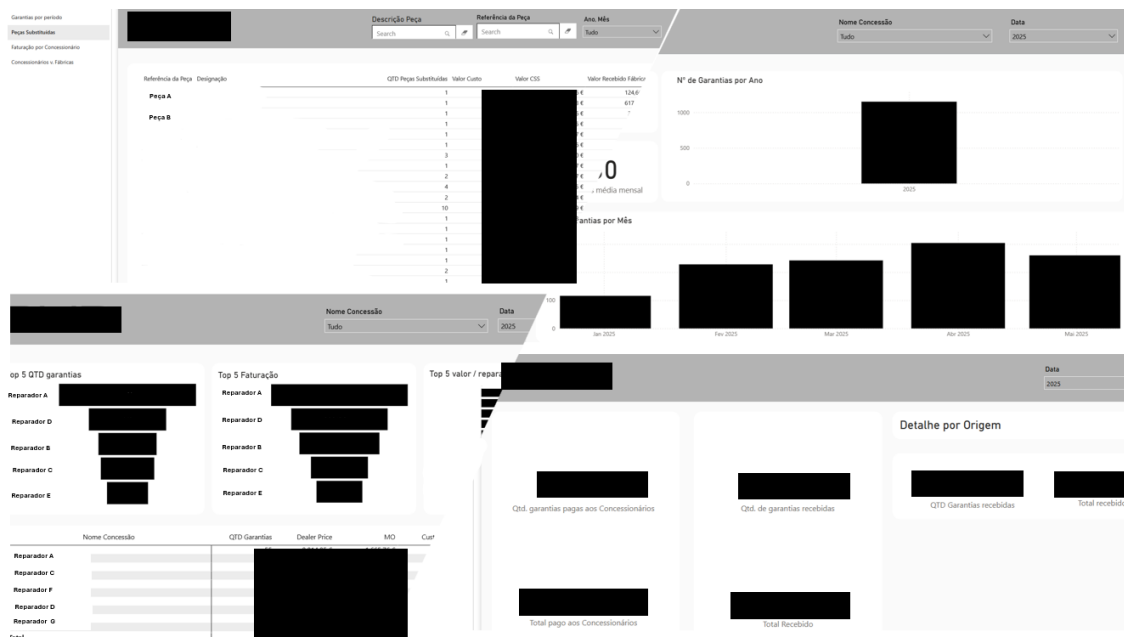 Garantias por período
Peças Substituídas
Faturação por Concessionário
Concessionários v. Fábricas
Descrição Peça
Search
Referência da Peça
Search
Ano, Mês
Tudo
Referência da Peça Designação QTD Peças Substituídas Valor Custo Valor CSS Valor Recebido Fábric
Peça A
Peça B
1
1
1
1
1
1
3
1
2
4
2
10
1
1
1
1
1
2
1
€ 124,6
€ 617
€
€
€
€
€
€
€
€
€
€
0
média mensal
Nome Concessão
Tudo
Data
2025
Nº de Garantias por Ano
1000
500
0
2025
antias por Mês
100
0
Jan 2025
Fev 2025
Mar 2025
Abr 2025
Mai 2025
Nome Concessão
Tudo
Data
2025
op 5 QTD garantias
Reparador A
Reparador D
Reparador B
Reparador C
Reparador E
Top 5 Faturação
Reparador A
Reparador D
Reparador B
Reparador C
Reparador E
Top 5 valor / repara
Nome Concessão QTD Garantias Dealer Price MO Cust
Reparador A
Reparador C
Reparador F
Reparador D
Reparador G
Total
Data
2025
Qtd. garantias pagas aos Concessionários
Total pago aos Concessionários
Qtd. de garantias recebidas
Total Recebido
Detalhe por Origem
QTD Garantias recebidas
Total recebido